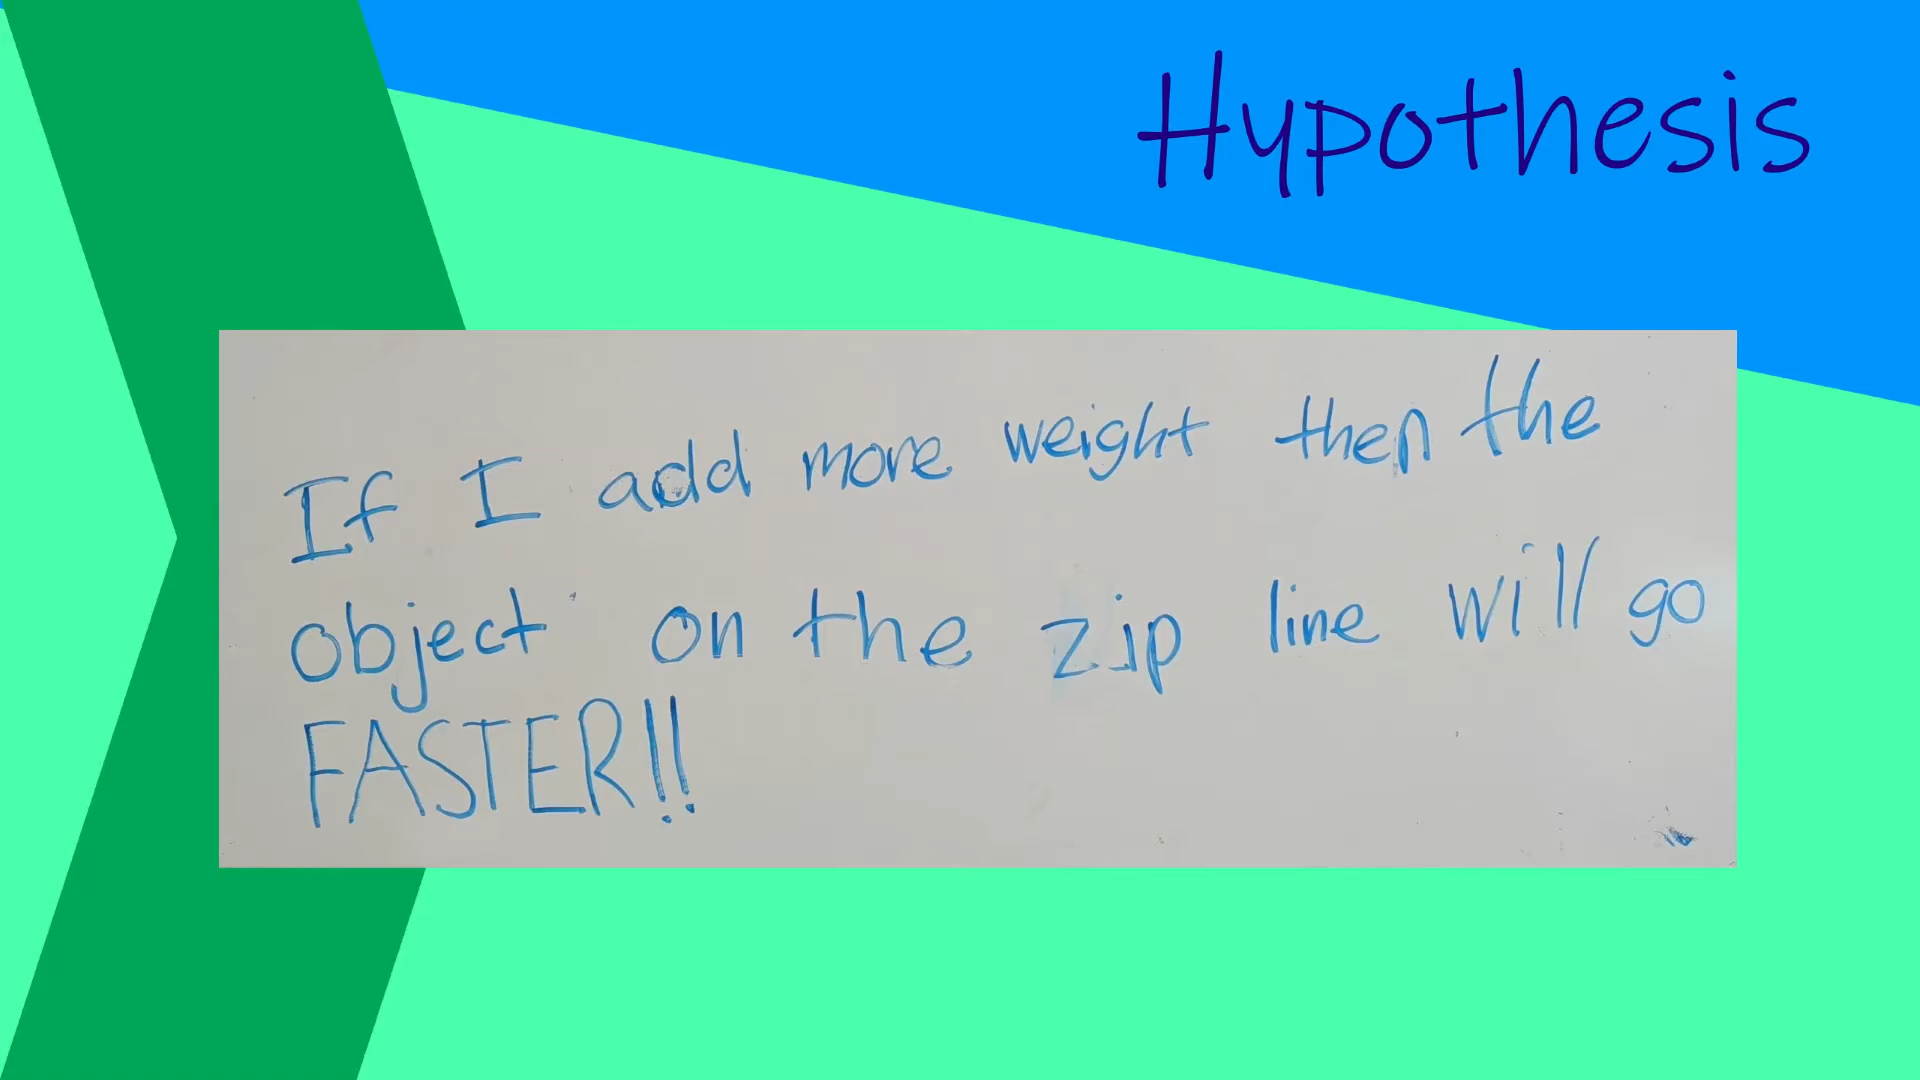 Hypothesis
If I add more weight then the
object on the zip line will go
FASTER!!